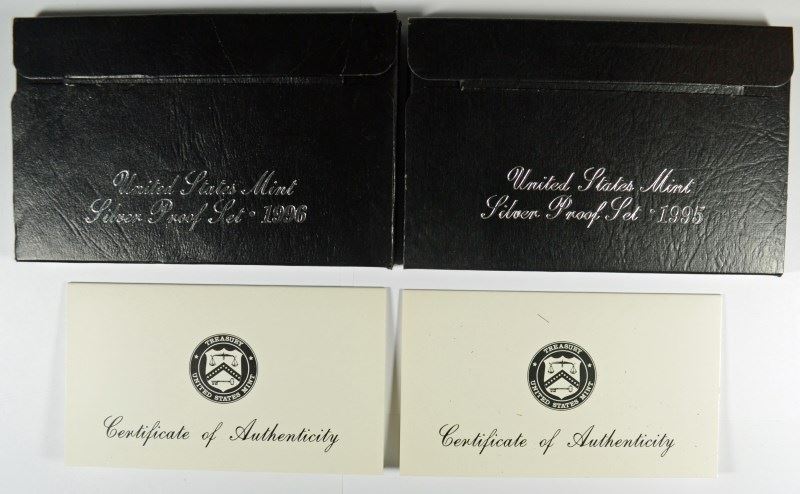 United States Mint
Silver Proof Set • 1996
United States Mint
Silver Proof Set • 1995
TREASURY
UNITED STATES MINT
Certificate of Authenticity
TREASURY
UNITED STATES MINT
Certificate of Authenticity